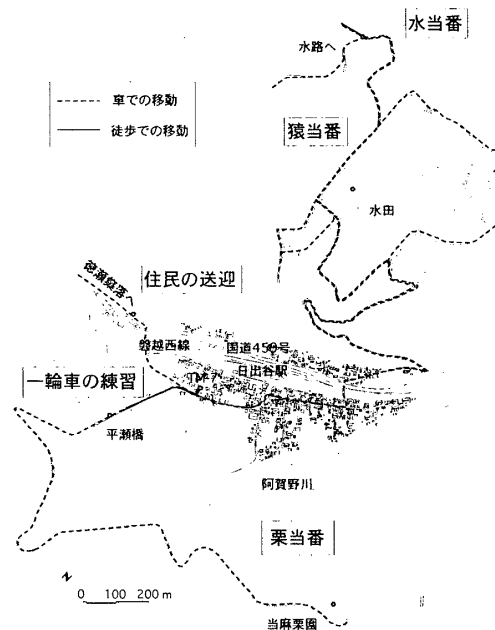 水当番
水路へ
車での移動
徒歩での移動
猿当番
水田
住民の送迎
磐越西線
国道459号
日出谷駅
一輪車の練習
平瀬橋
阿賀野川
栗当番
N
0 100 200 m
当麻栗園